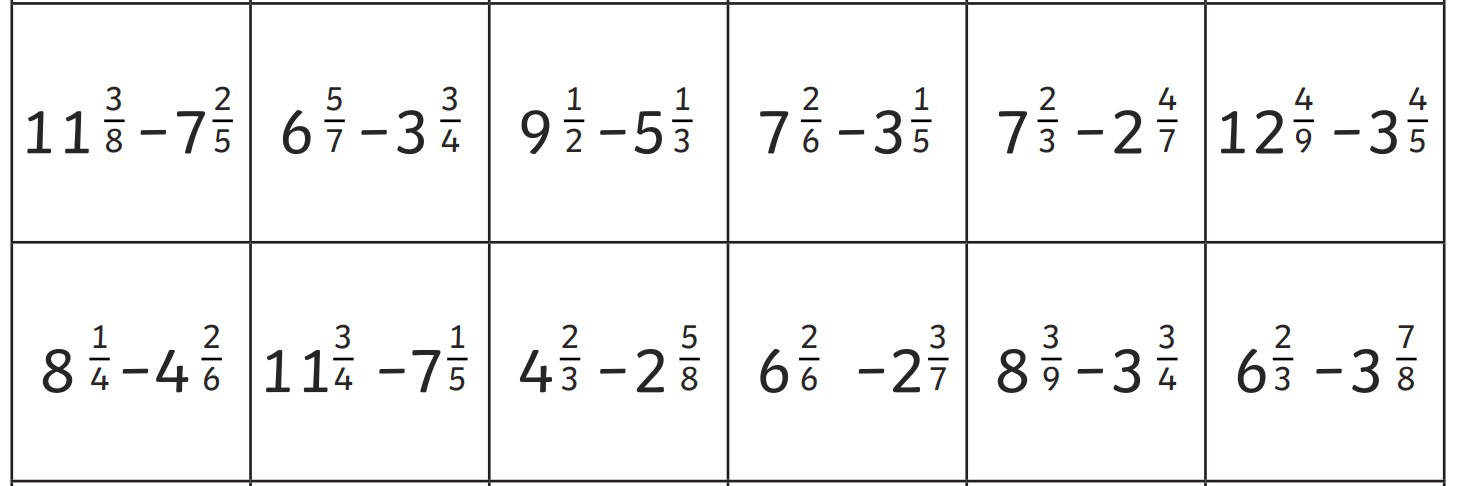 11 3/8 – 7 2/5    6 5/7 – 3 3/4    9 1/2 – 5 1/3    7 2/6 – 3 1/5    7 2/3 – 2 4/7    12 4/9 – 3 4/5
8 1/4 – 4 2/6    11 3/4 – 7 1/5    4 2/3 – 2 5/8    6 2/6 – 2 3/7    8 3/9 – 3 3/4    6 2/3 – 3 7/8